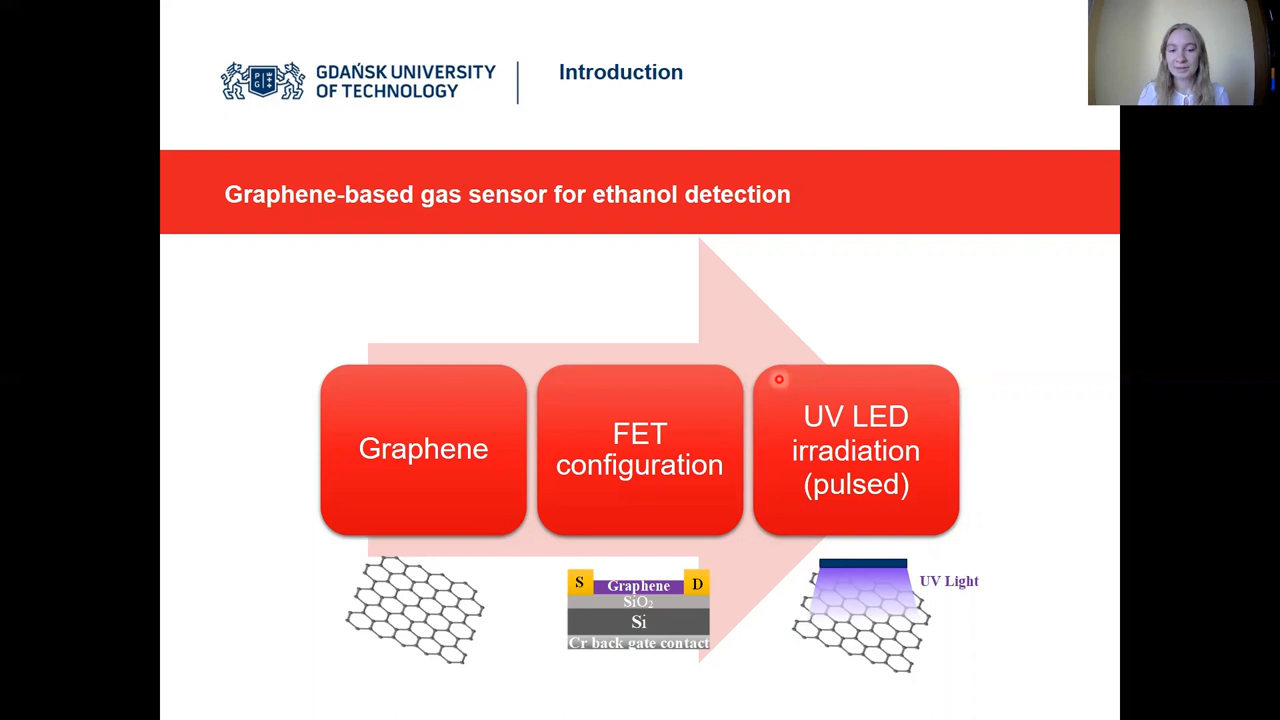 GDAŃSK UNIVERSITY
OF TECHNOLOGY
Introduction
Graphene-based gas sensor for ethanol detection
Graphene
FET
configuration
UV LED
irradiation
(pulsed)
S
Graphene
D
SiO₂
Si
Cr back gate contact
UV Light